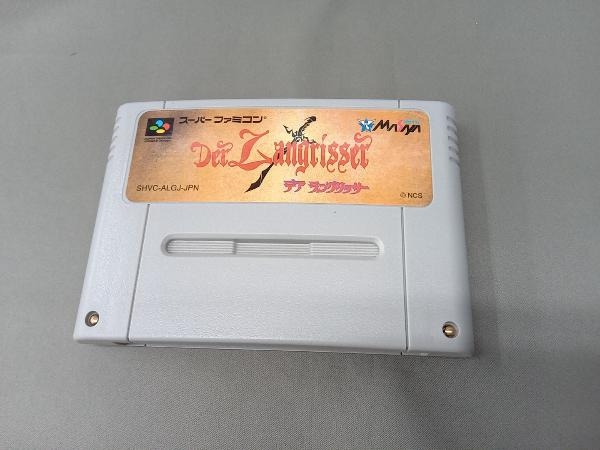 スーパーファミコン
Masaya
Der Langrisser
デア ラングリッサー
SHVC-ALGJ-JPN
© NCS